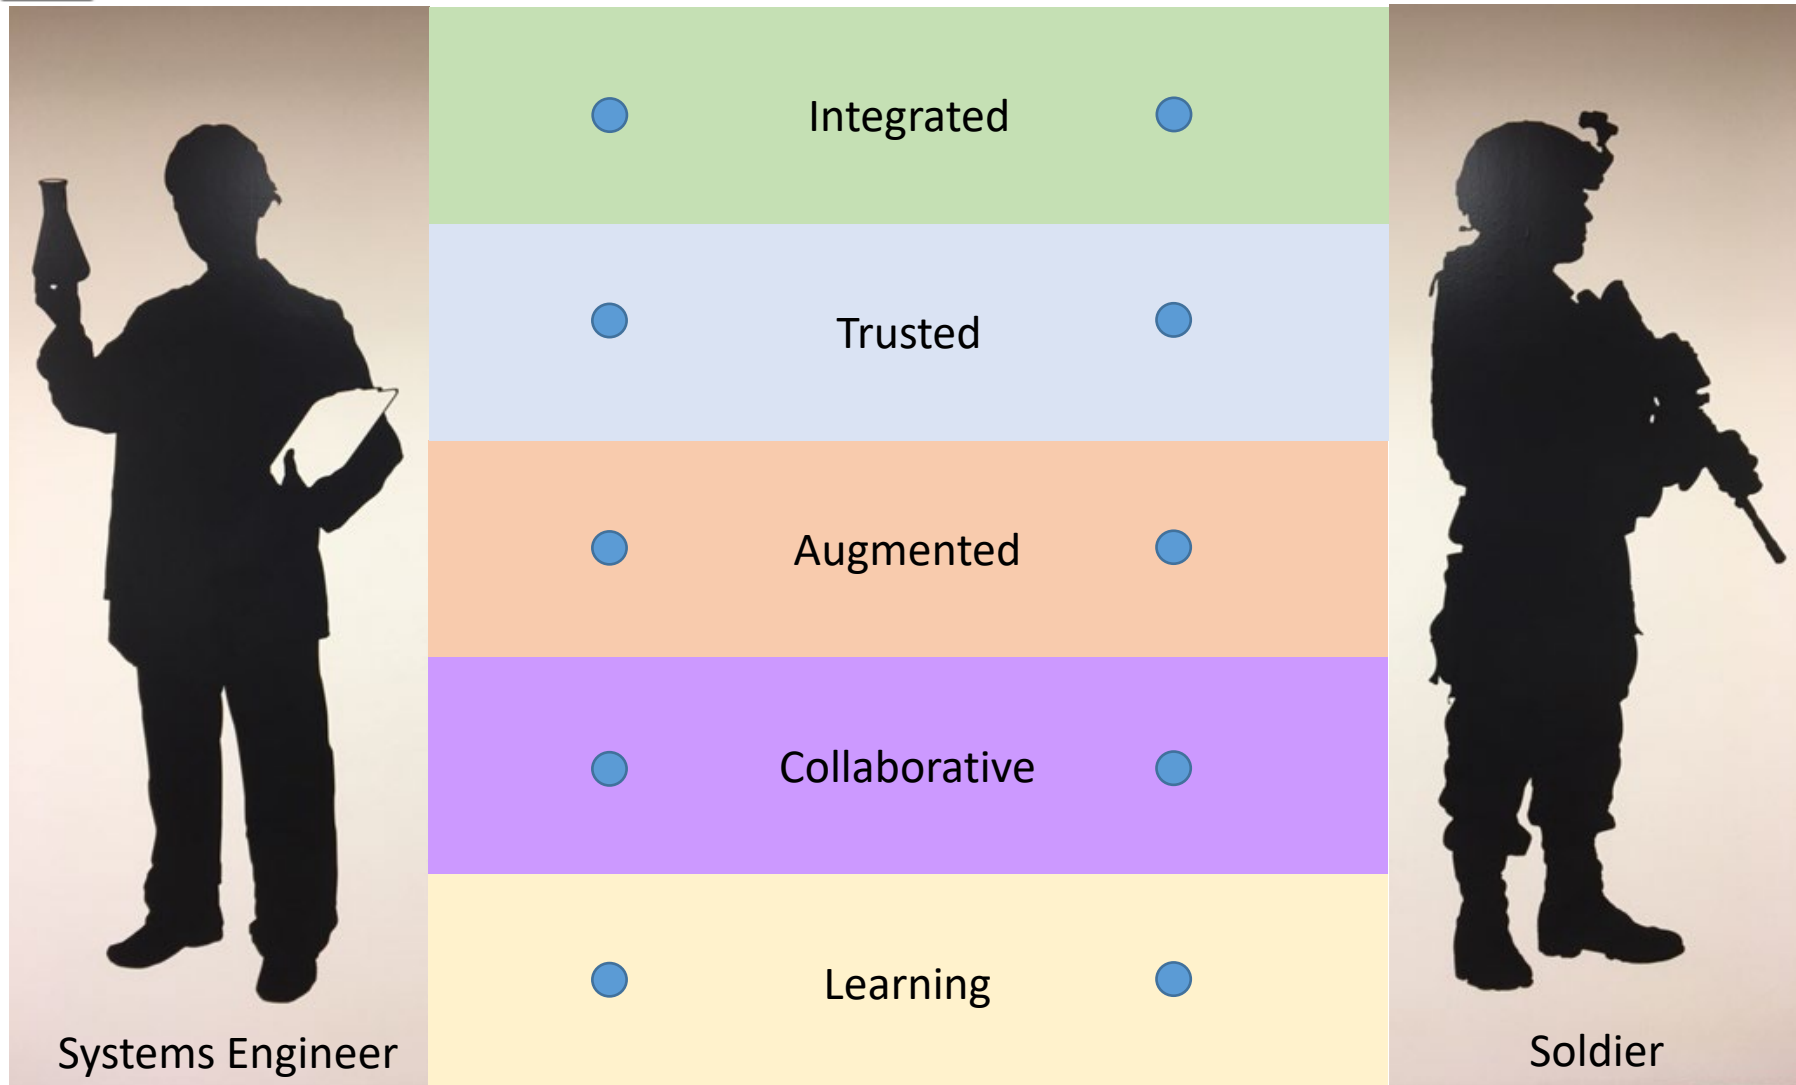 Integrated
Trusted
Augmented
Collaborative
Learning
Systems Engineer
Soldier